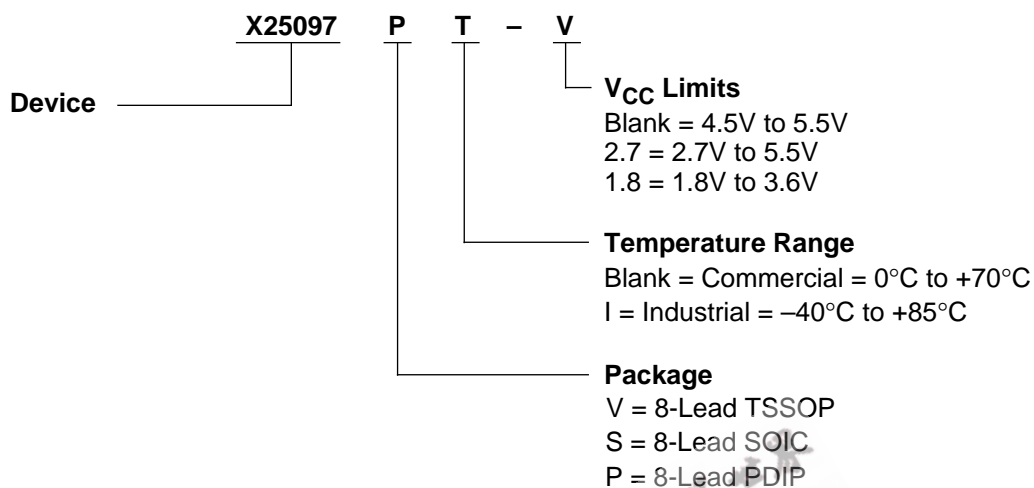 X25097 P T – V
Device
VCC Limits
Blank = 4.5V to 5.5V
2.7 = 2.7V to 5.5V
1.8 = 1.8V to 3.6V
Temperature Range
Blank = Commercial = 0°C to +70°C
I = Industrial = –40°C to +85°C
Package
V = 8-Lead TSSOP
S = 8-Lead SOIC
P = 8-Lead PDIP